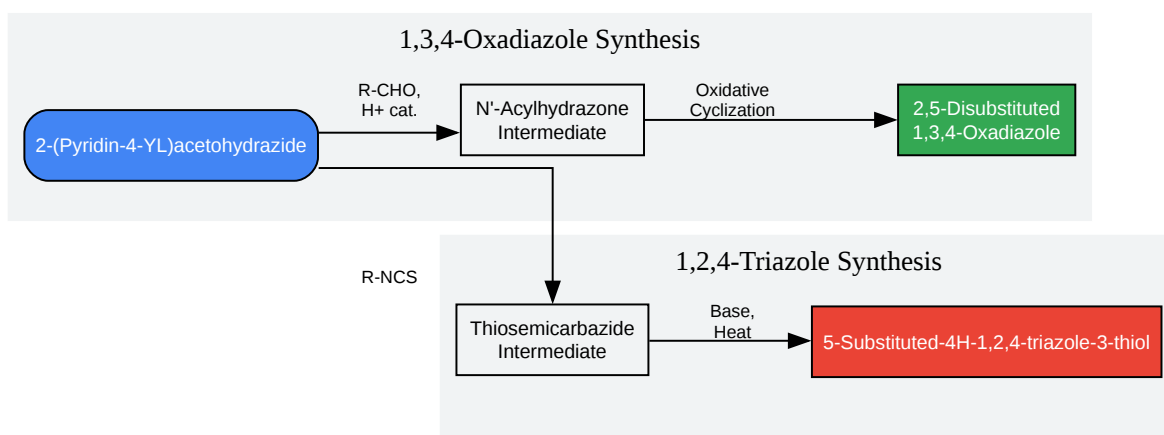 1,3,4-Oxadiazole Synthesis
R-CHO,
H+ cat.
2-(Pyridin-4-YL)acetohydrazide
N'-Acylhydrazone
Intermediate
Oxidative
Cyclization
2,5-Disubstituted
1,3,4-Oxadiazole
1,2,4-Triazole Synthesis
R-NCS
Thiosemicarbazide
Intermediate
Base,
Heat
5-Substituted-4H-1,2,4-triazole-3-thiol